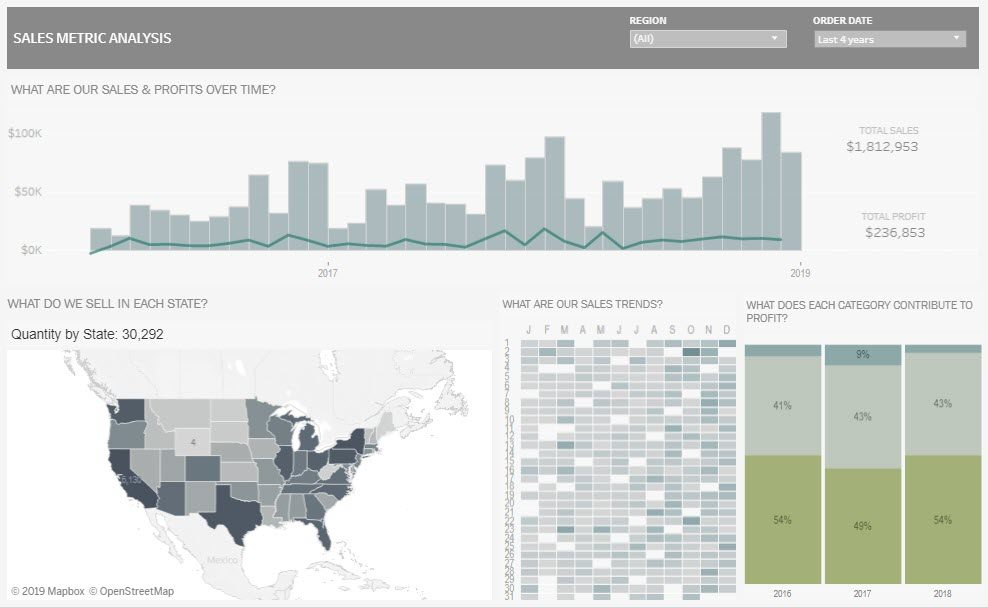 SALES METRIC ANALYSIS
REGION
(All)
ORDER DATE
Last 4 years
WHAT ARE OUR SALES & PROFITS OVER TIME?
$100K
$50K
$0K
2017
2019
TOTAL SALES
$1,812,953
TOTAL PROFIT
$236,853
WHAT DO WE SELL IN EACH STATE?
Quantity by State: 30,292
4
6,130
Mexico
© 2019 Mapbox © OpenStreetMap
WHAT ARE OUR SALES TRENDS?
J F M A M J J A S O N D
1
2
3
4
5
6
7
8
9
10
11
12
13
14
15
16
17
18
19
20
21
22
23
24
25
26
27
28
29
30
31
WHAT DOES EACH CATEGORY CONTRIBUTE TO
PROFIT?
9%
41%
43%
43%
54%
49%
54%
2016
2017
2018